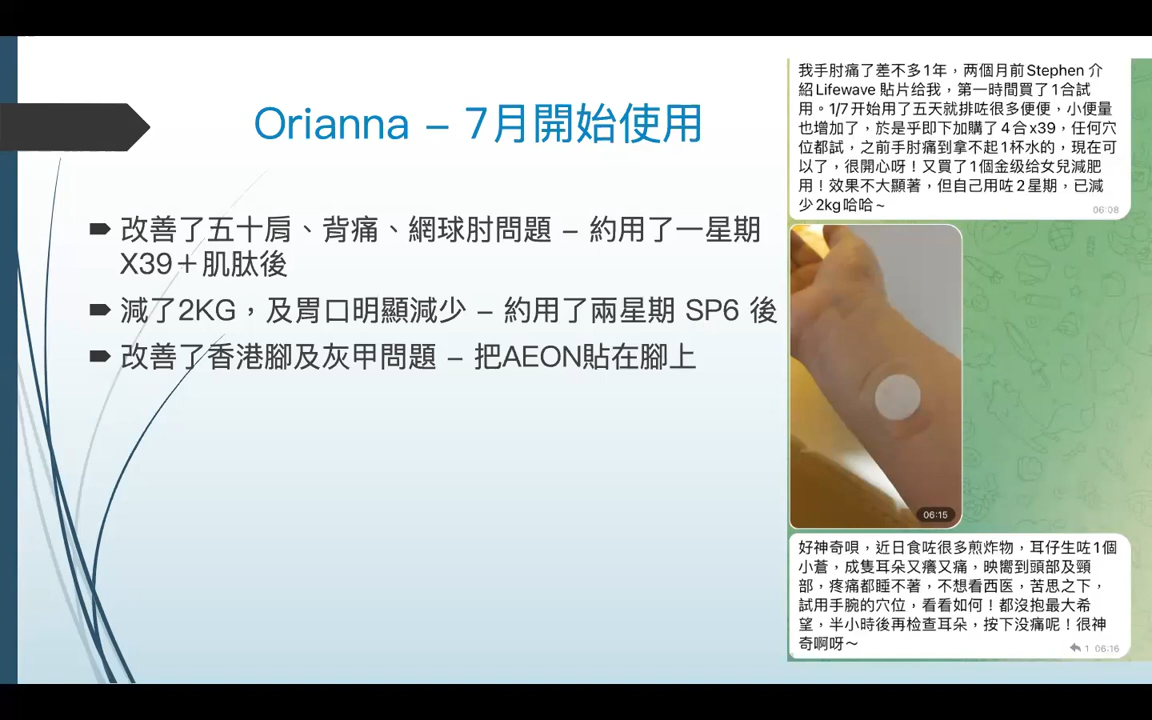 Orianna – 7月開始使用
改善了五十肩、背痛、網球肘問題 – 約用了一星期
X39＋肌肽後
減了2KG，及胃口明顯減少 – 約用了兩星期 SP6 後
改善了香港腳及灰甲問題 – 把AEON貼在腳上
我手肘痛了差不多1年，两個月前Stephen 介
紹Lifewave 貼片给我，第一時間買了1合試
用。1/7开始用了五天就排咗很多便便，小便量
也增加了，於是乎即下加購了4合x39，任何穴
位都試，之前手肘痛到拿不起1杯水的，現在可
以了，很開心呀！又買了1個金级给女兒減肥
用！效果不大顯著，但自己用咗2星期，已減
少2kg哈哈~
06:08
06:15
好神奇唄，近日食咗很多煎炸物，耳仔生咗1個
小蒼，成隻耳朵又癢又痛，映嚮到頭部及頸
部，疼痛都睡不著，不想看西医，苦思之下，
試用手腕的穴位，看看如何！都沒抱最大希
望，半小時後再检查耳朵，按下没痛呢！很神
奇啊呀~
1 06:16